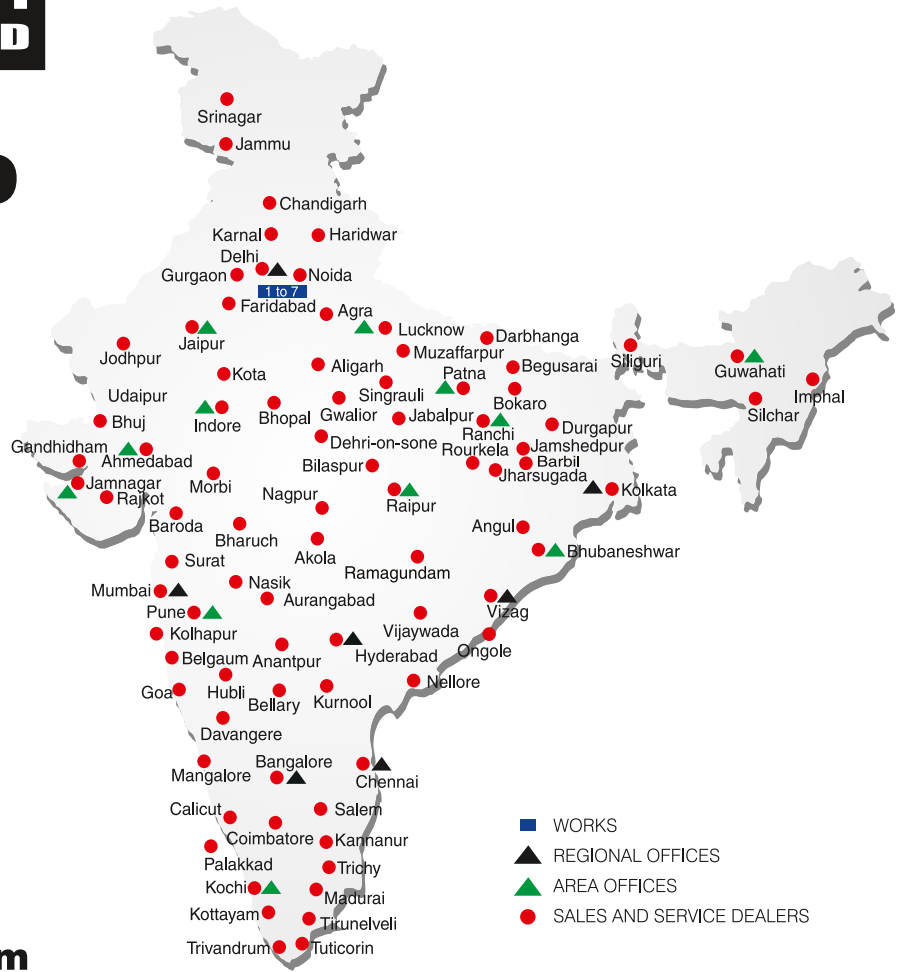 D
Srinagar
Jammu
Chandigarh
Karnal
Haridwar
Delhi
Gurgaon
Noida
1 to 7
Faridabad
Agra
Jaipur
Lucknow
Darbhanga
Jodhpur
Muzaffarpur
Siliguri
Aligarh
Patna
Begusarai
Guwahati
Kota
Singrauli
Bokaro
Imphal
Udaipur
Silchar
Bhuj
Indore
Bhopal
Gwalior
Jabalpur
Ranchi
Durgapur
Gandhidham
Ahmedabad
Dehri-on-sone
Rourkela
Jamshedpur
Bilaspur
Barbil
Jharsugada
Jamnagar
Morbi
Rajkot
Nagpur
Raipur
Kolkata
Baroda
Bharuch
Akola
Angul
Bhubaneshwar
Surat
Ramagundam
Nasik
Mumbai
Aurangabad
Pune
Vizag
Kolhapur
Vijaywada
Ongole
Belgaum
Anantpur
Hyderabad
Goa
Hubli
Bellary
Kurnool
Nellore
Davangere
Mangalore
Bangalore
Chennai
Calicut
Salem
Coimbatore
Kannanur
Palakkad
Trichy
Kochi
Madurai
Kottayam
Tirunelveli
Trivandrum
Tuticorin
WORKS
REGIONAL OFFICES
AREA OFFICES
SALES AND SERVICE DEALERS
m